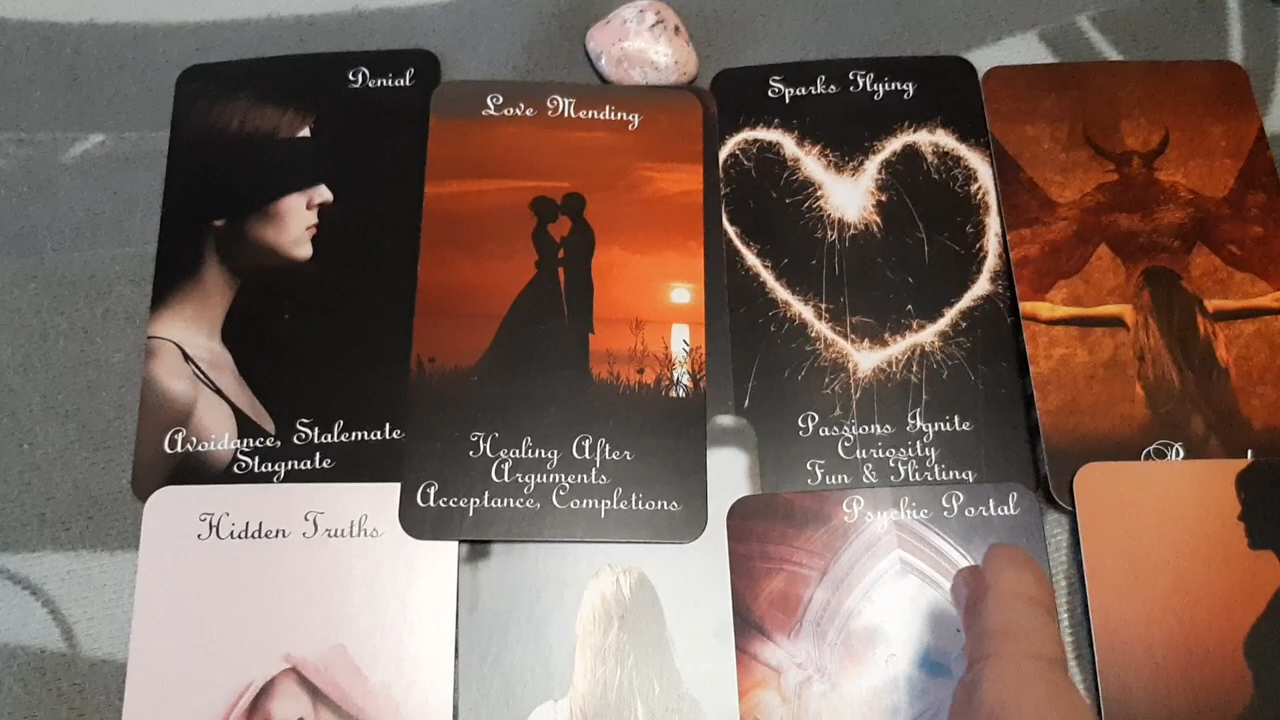 Denial
Avoidance, Stalemate
Stagnate
Love Mending
Healing After
Arguments
Acceptance, Completions
Sparks Flying
Passions Ignite
Curiosity
Fun & Flirting
Hidden Truths
Psychic Portal